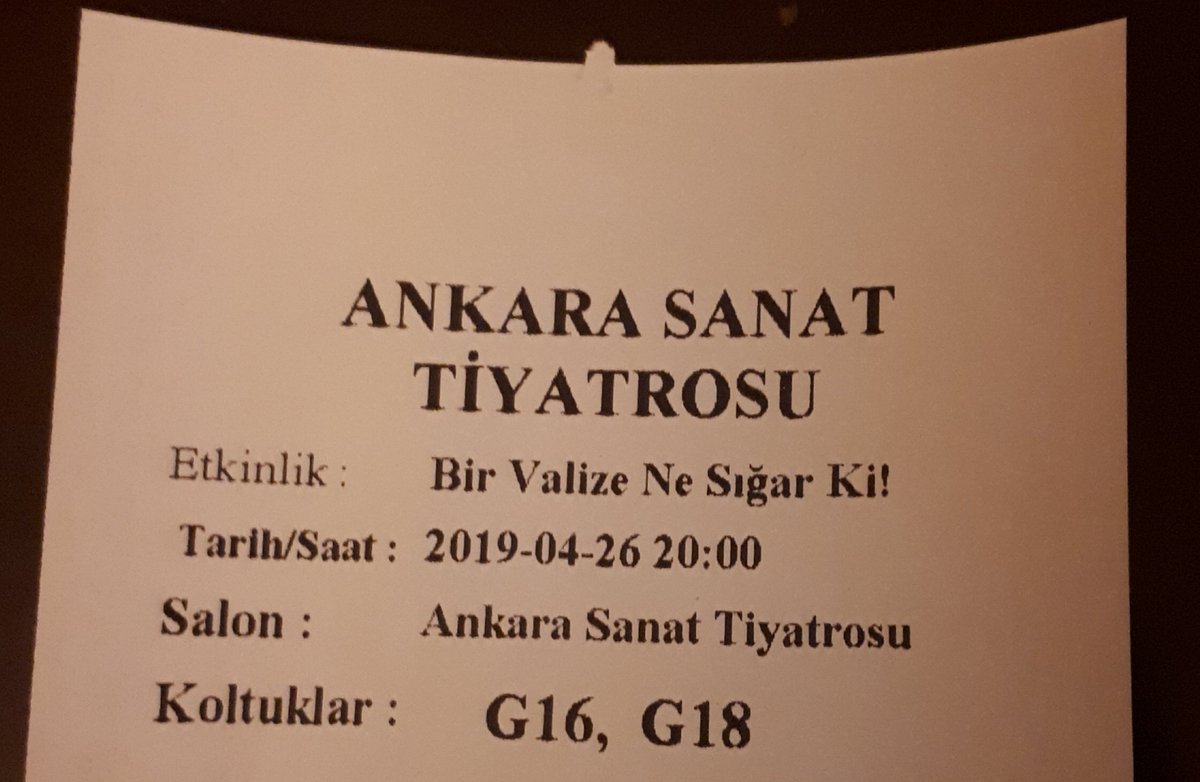 ANKARA SANAT
TİYATROSU
Etkinlik : Bir Valize Ne Sığar Ki!
Tarih/Saat : 2019-04-26 20:00
Salon : Ankara Sanat Tiyatrosu
Koltuklar : G16, G18